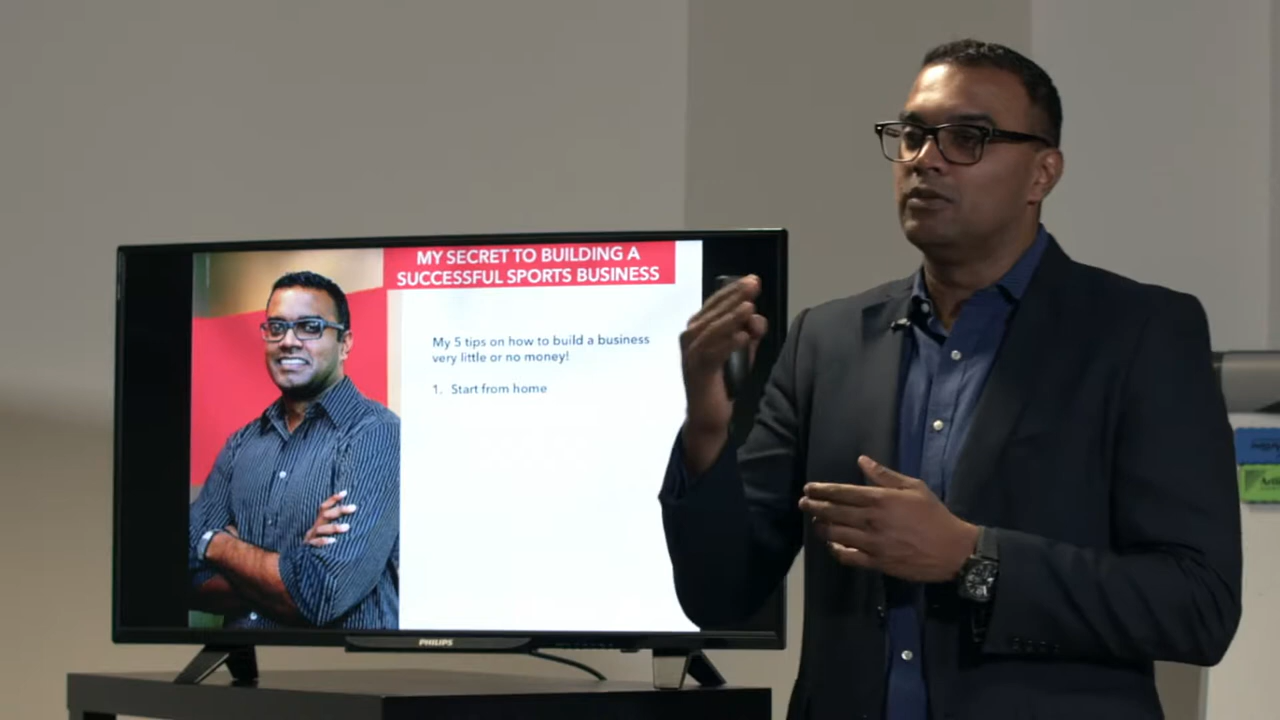 MY SECRET TO BUILDING A
SUCCESSFUL SPORTS BUSINESS
My 5 tips on how to build a business
very little or no money!
1. Start from home
PHILIPS